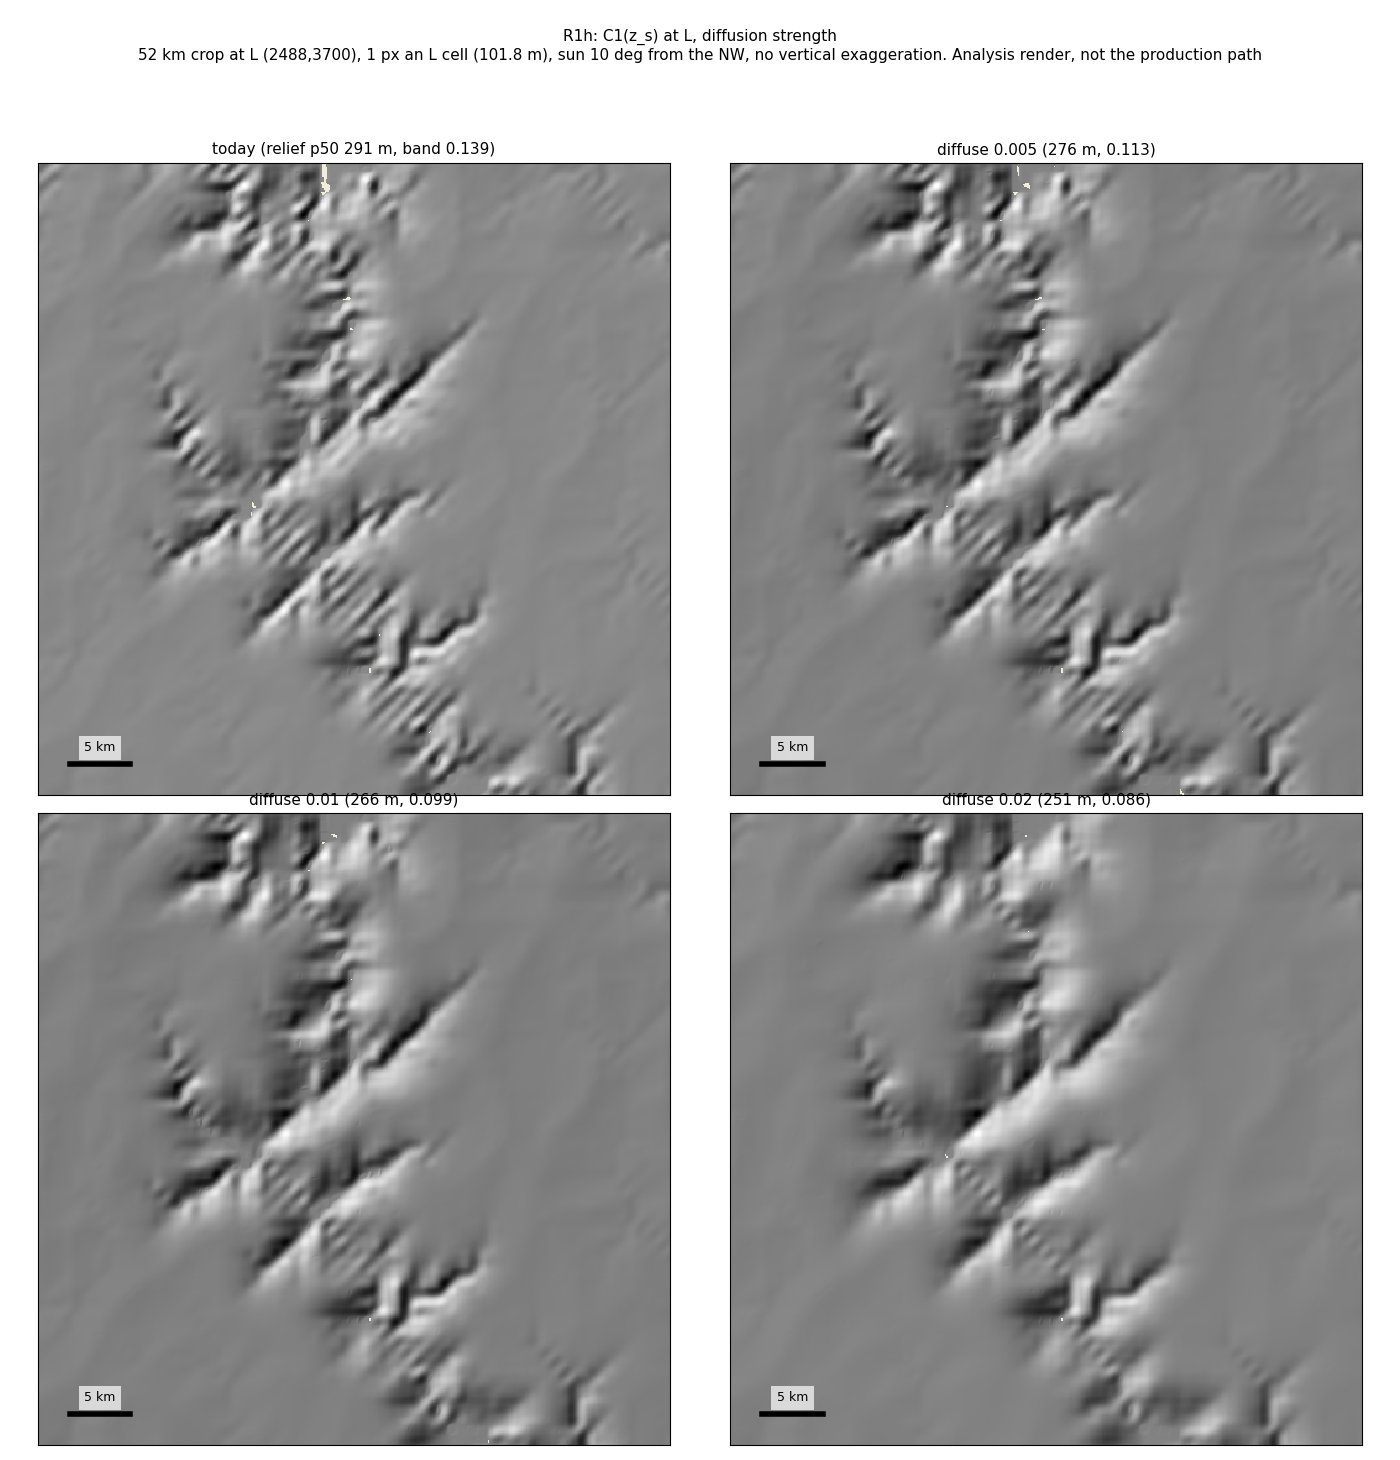 R1h: C1(z_s) at L, diffusion strength
52 km crop at L (2488,3700), 1 px an L cell (101.8 m), sun 10 deg from the NW, no vertical exaggeration. Analysis render, not the production path
today (relief p50 291 m, band 0.139)
diffuse 0.005 (276 m, 0.113)
5 km
5 km
diffuse 0.01 (266 m, 0.099)
diffuse 0.02 (251 m, 0.086)
5 km
5 km